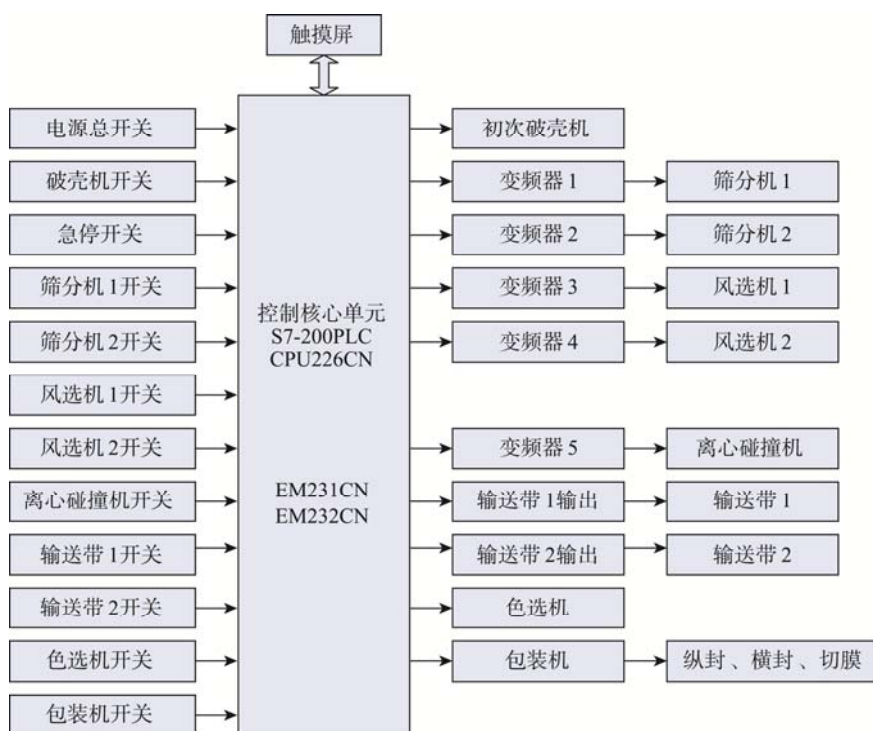 触摸屏
电源总开关
破壳机开关
急停开关
筛分机1开关
筛分机2开关
风选机1开关
风选机2开关
离心碰撞机开关
输送带1开关
输送带2开关
色选机开关
包装机开关
控制核心单元
S7-200PLC
CPU226CN
EM231CN
EM232CN
初次破壳机
变频器1
筛分机1
变频器2
筛分机2
变频器3
风选机1
变频器4
风选机2
变频器5
离心碰撞机
输送带1输出
输送带1
输送带2输出
输送带2
色选机
包装机
纵封、横封、切膜